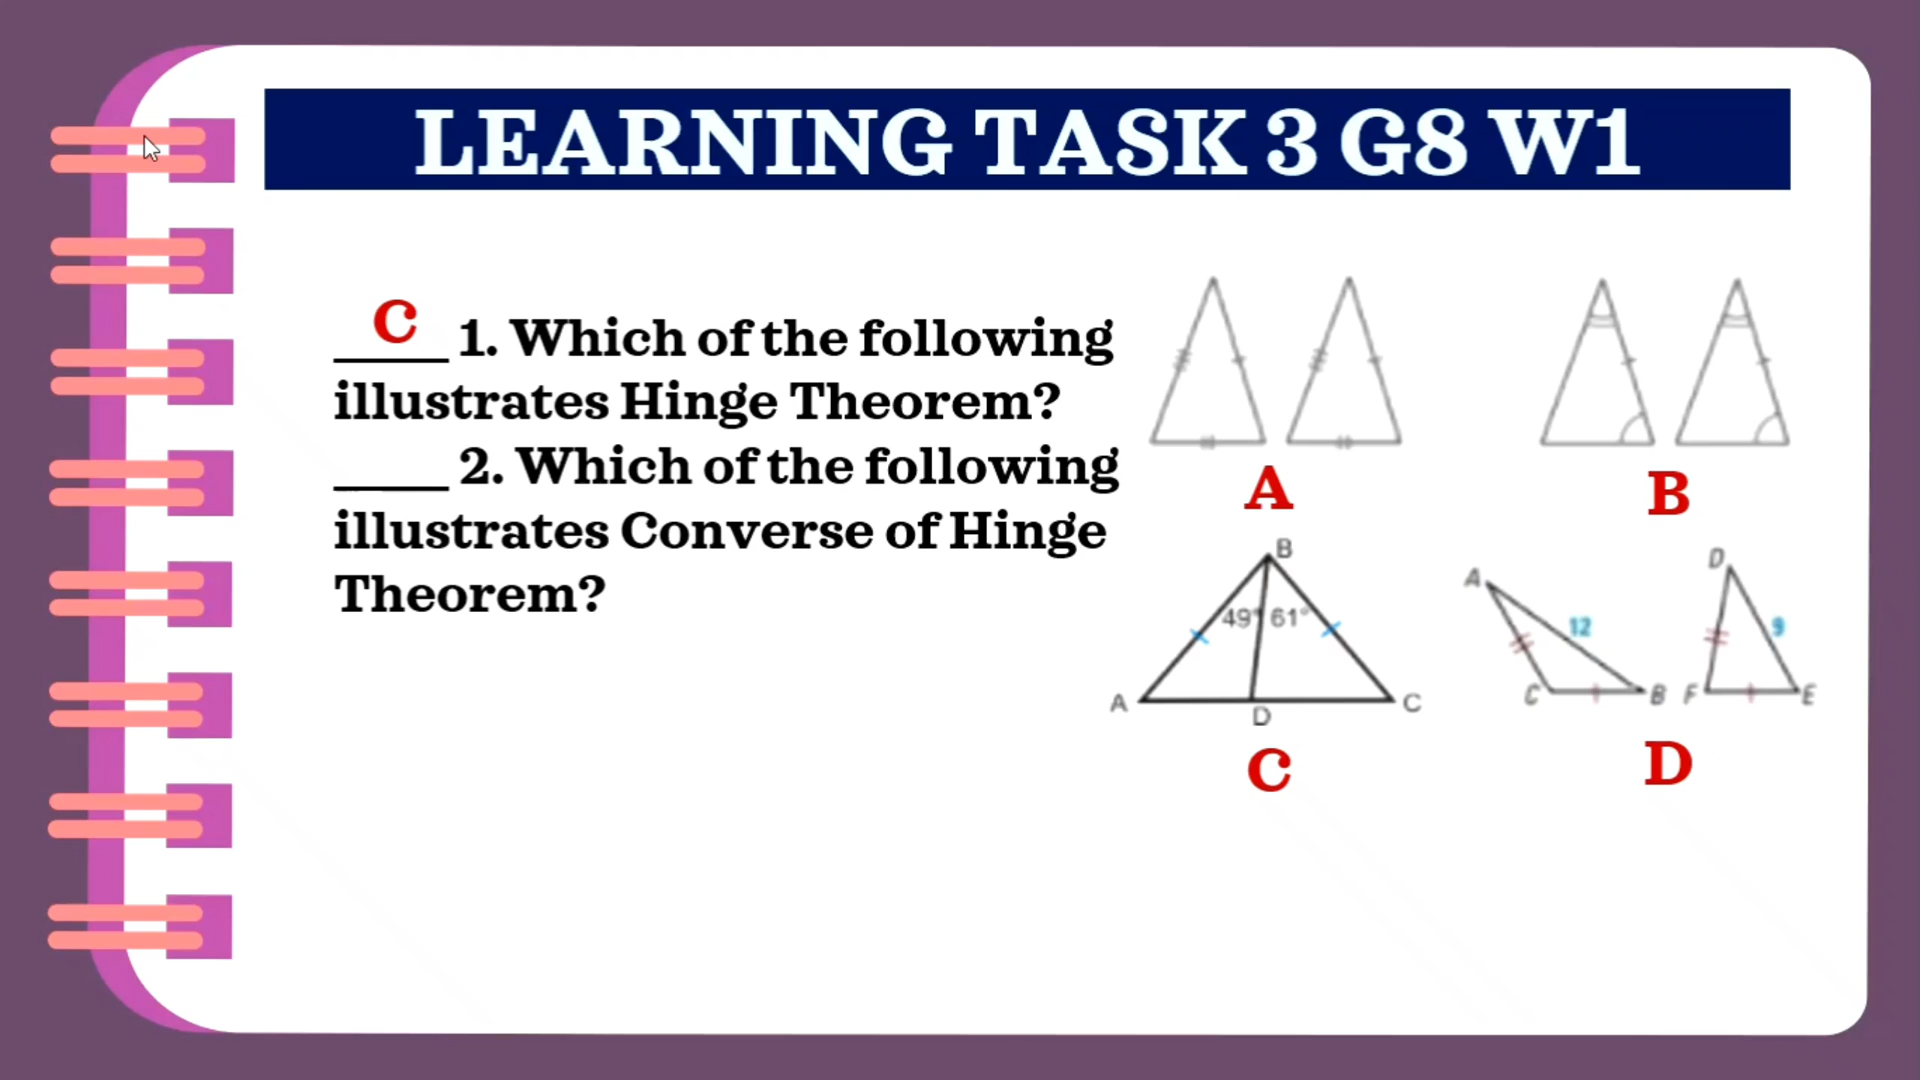 LEARNING TASK 3 G8 W1
C
____ 1. Which of the following
illustrates Hinge Theorem?
____ 2. Which of the following
illustrates Converse of Hinge
Theorem?
A
B
B
49° 61°
A
D
C
C
A
12
C
B
D
9
F
E
D